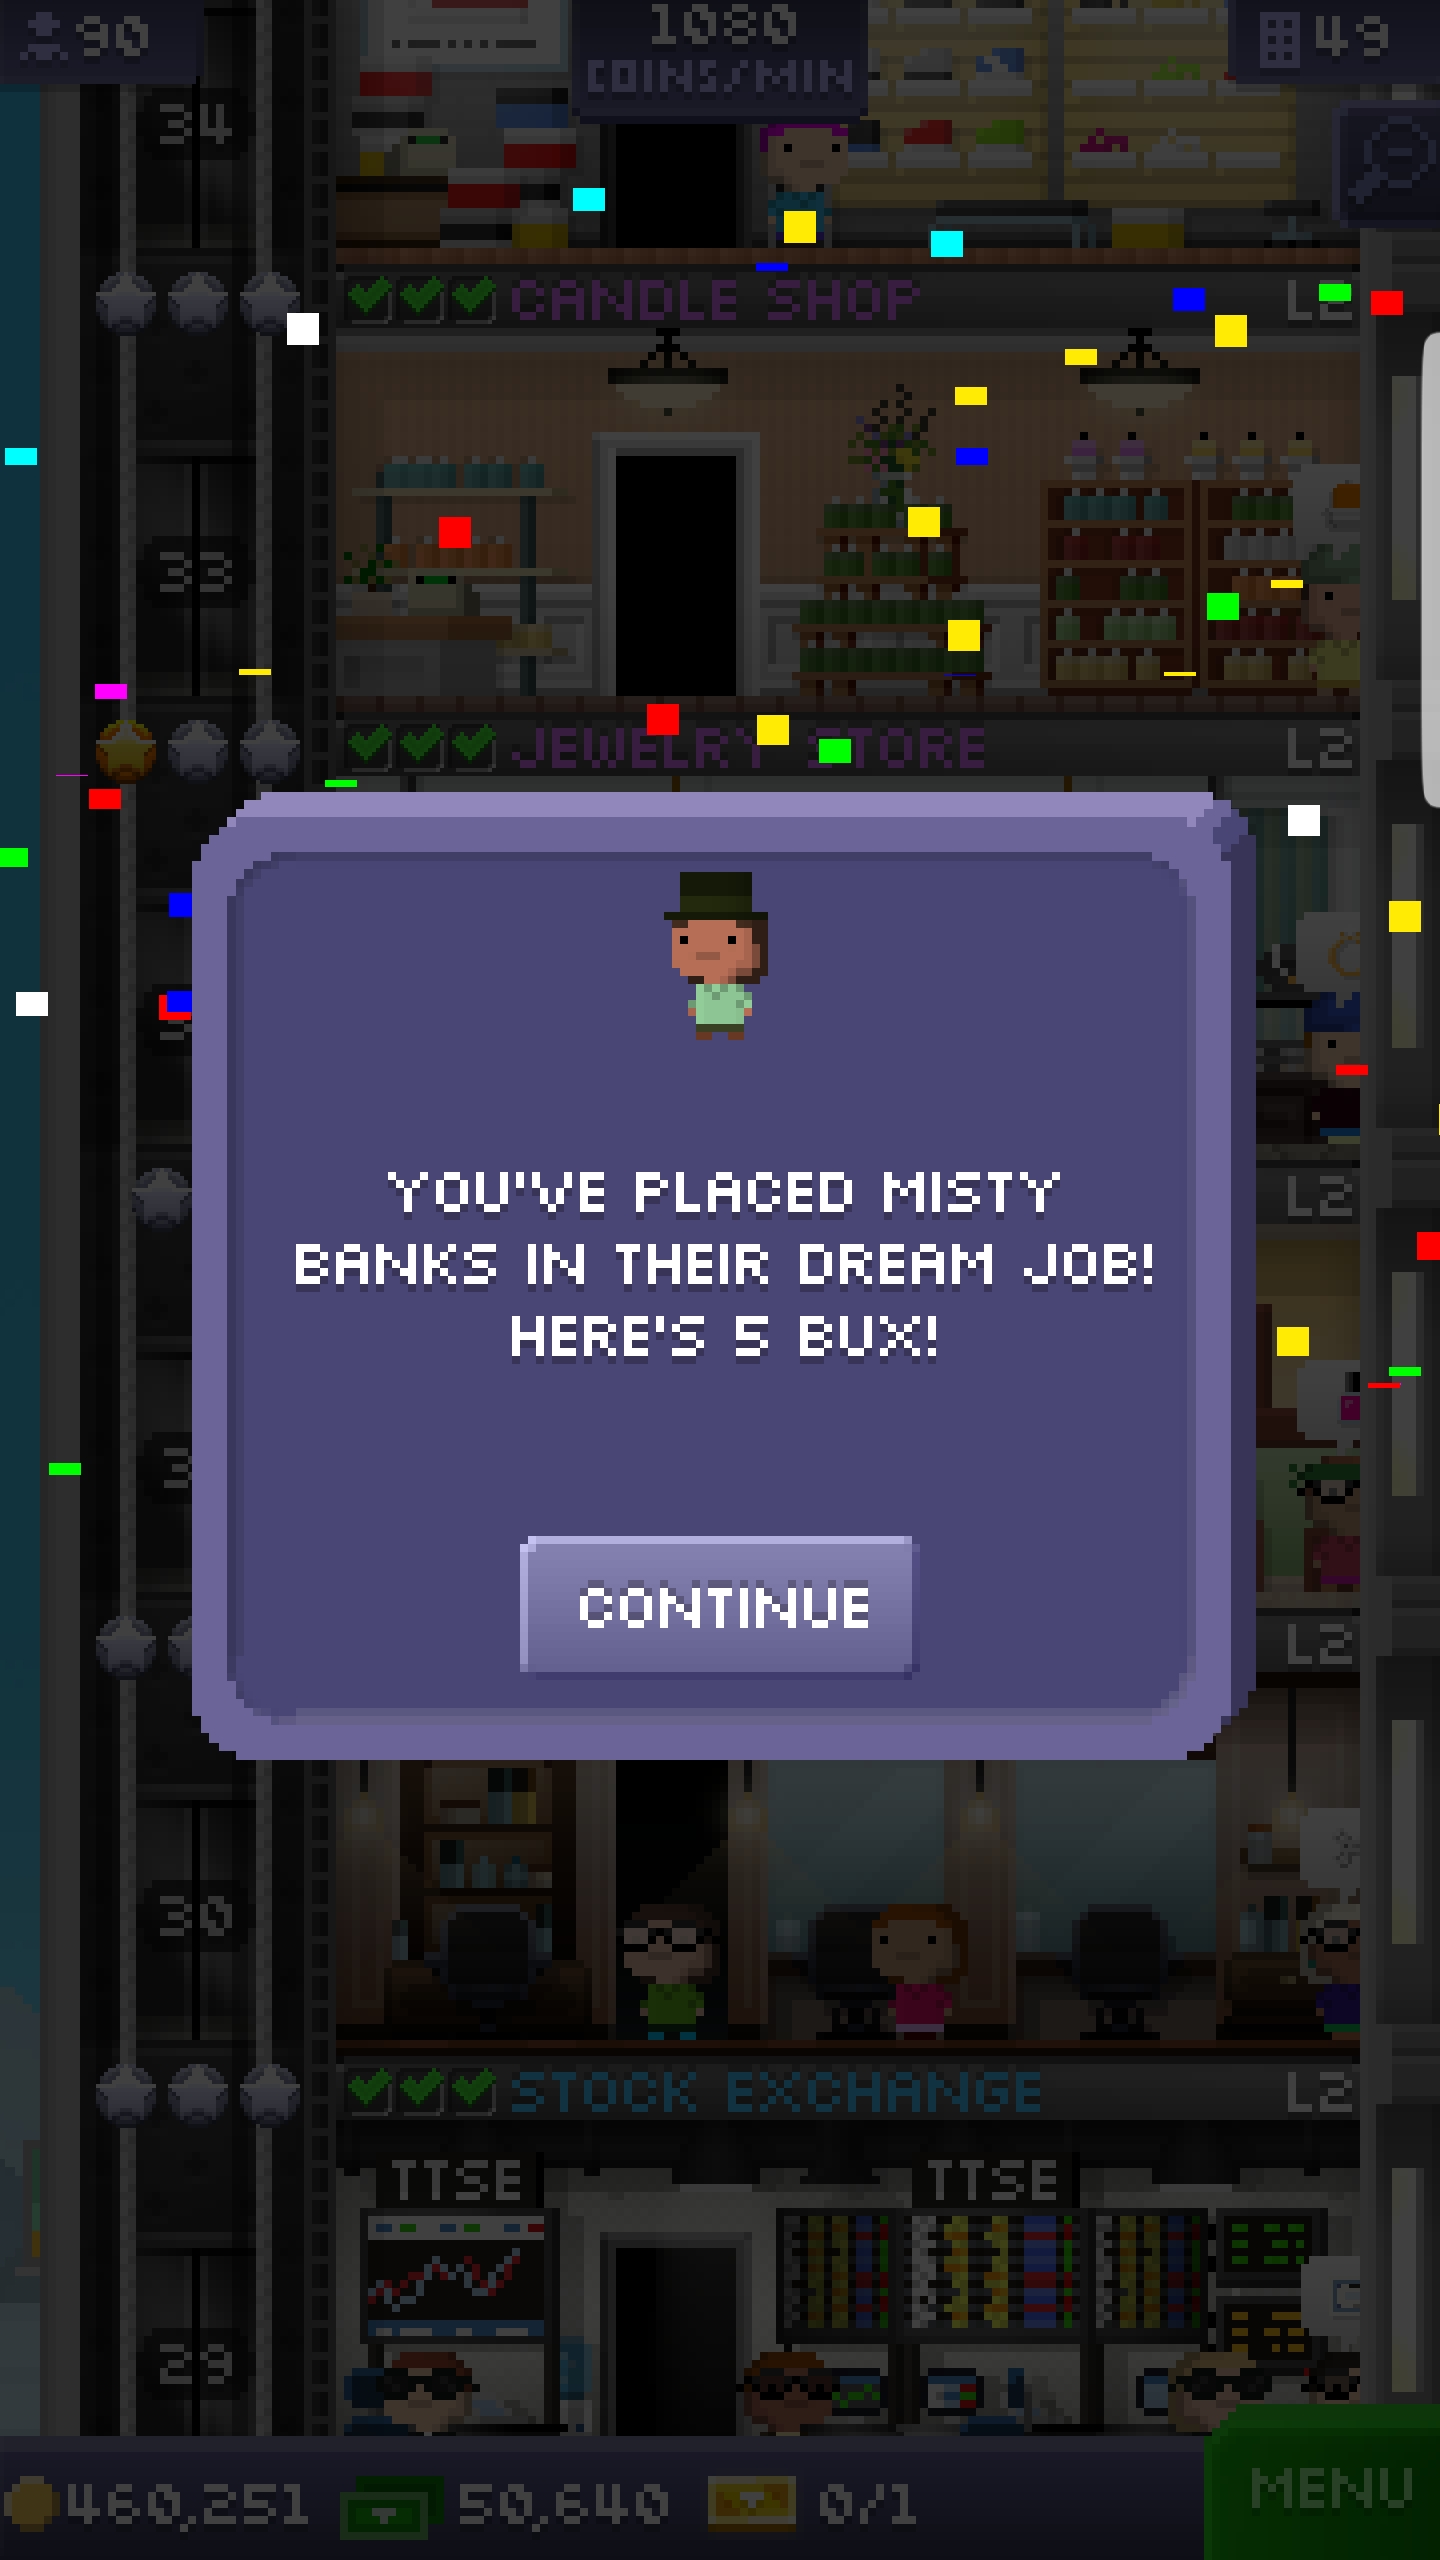 90
1080
COINS/MIN
49
34
CANDLE SHOP
L2
33
JEWELRY STORE
L2
YOU'VE PLACED MISTY
BANKS IN THEIR DREAM JOB!
HERE'S 5 BUX!
L2
CONTINUE
L2
30
STOCK EXCHANGE
L2
TTSE
TTSE
29
460,251
50,640
0/1
MENU